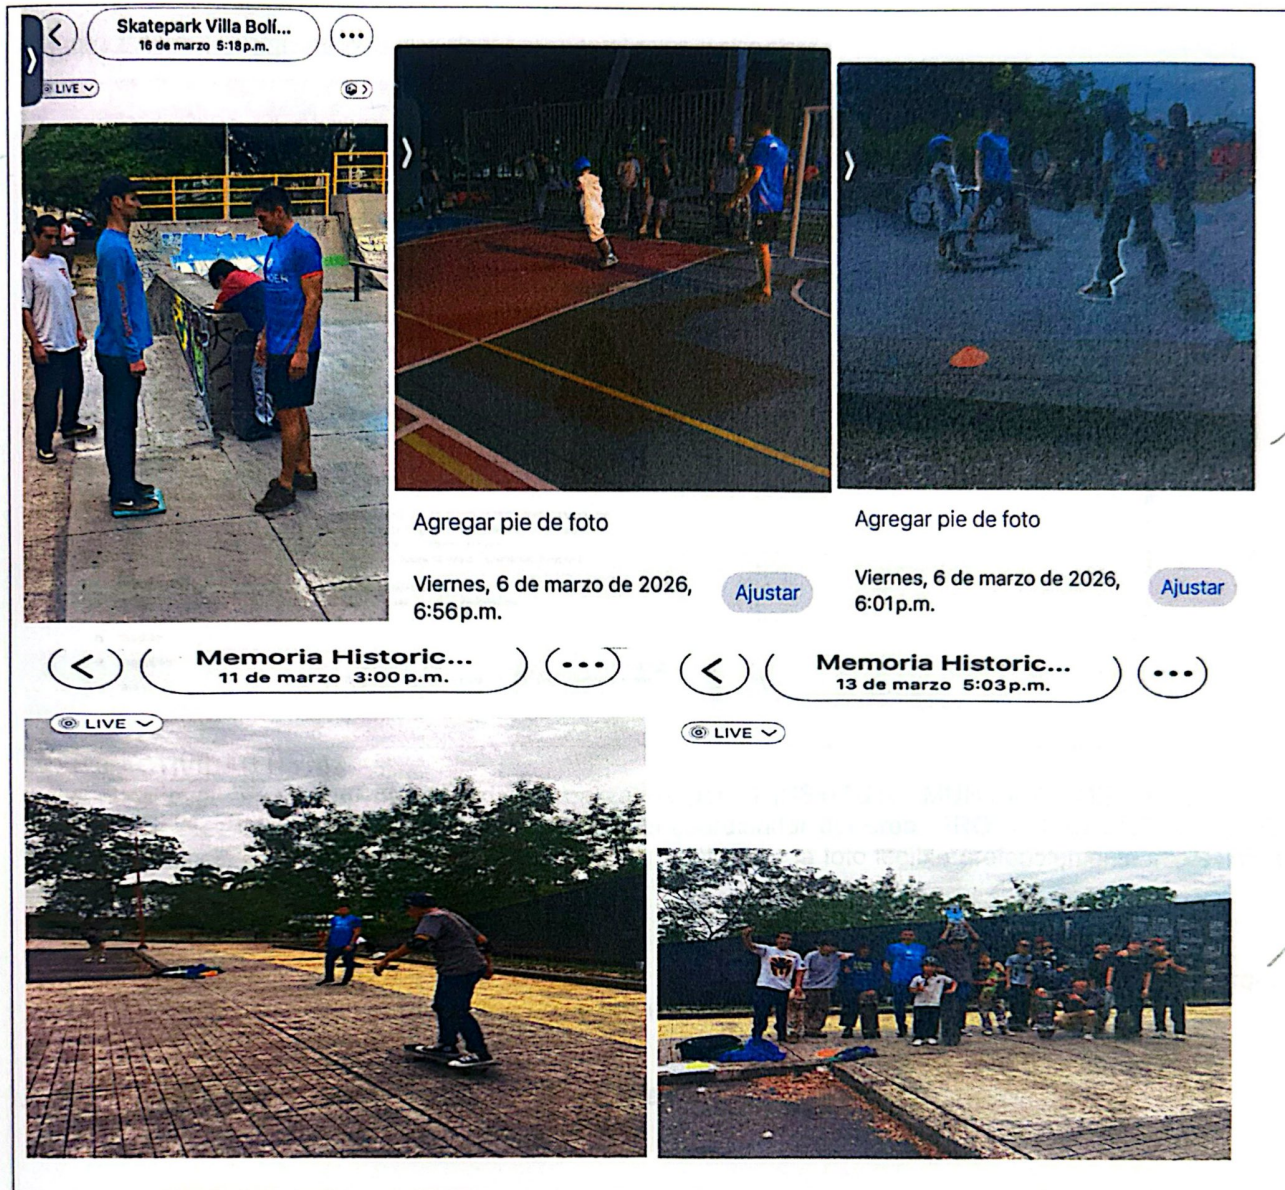 Skatepark Villa Bolí...
16 de marzo 5:18 p.m.
LIVE
Agregar pie de foto
Viernes, 6 de marzo de 2026,
6:56 p.m.
Ajustar
Agregar pie de foto
Viernes, 6 de marzo de 2026,
6:01 p.m.
Ajustar
Memoria Historic...
11 de marzo 3:00 p.m.
LIVE
Memoria Historic...
13 de marzo 5:03 p.m.
LIVE